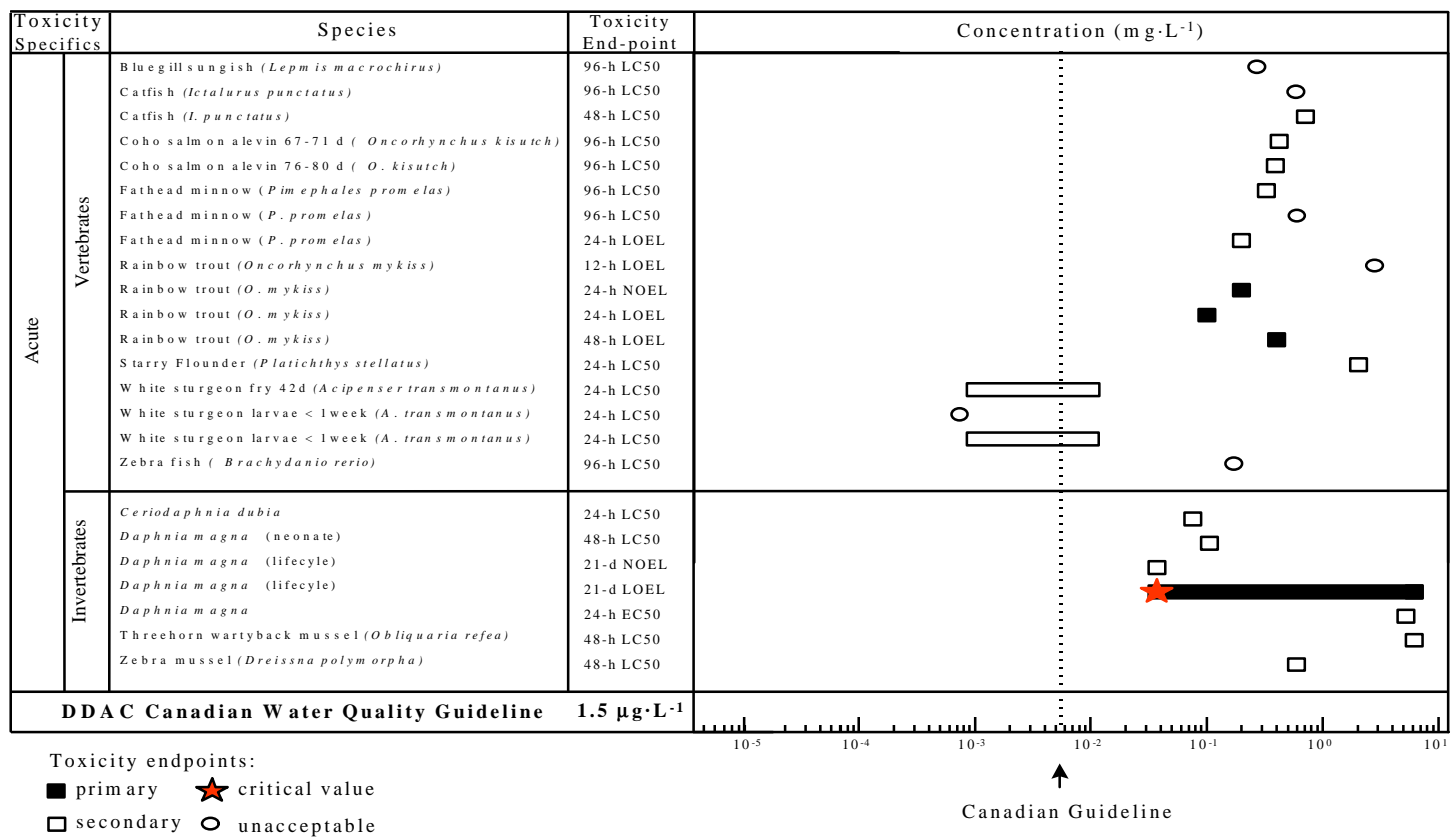 Toxicity Specifics Species Toxicity End-point Concentration (mg·L⁻¹)
Acute
Vertebrates
Bluegill sungish (Lepmis macrochirus) 96-h LC50
Catfish (Ictalurus punctatus) 96-h LC50
Catfish (I. punctatus) 48-h LC50
Coho salmon alevin 67-71 d ( Oncorhynchus kisutch) 96-h LC50
Coho salmon alevin 76-80 d ( O. kisutch) 96-h LC50
Fathead minnow (Pimephales promelas) 96-h LC50
Fathead minnow (P. promelas) 96-h LC50
Fathead minnow (P. promelas) 24-h LOEL
Rainbow trout (Oncorhynchus mykiss) 12-h LOEL
Rainbow trout (O. mykiss) 24-h NOEL
Rainbow trout (O. mykiss) 24-h LOEL
Rainbow trout (O. mykiss) 48-h LOEL
Starry Flounder (Platichthys stellatus) 24-h LC50
White sturgeon fry 42d (Acipenser transmontanus) 24-h LC50
White sturgeon larvae < 1week (A. transmontanus) 24-h LC50
White sturgeon larvae < 1week (A. transmontanus) 24-h LC50
Zebra fish ( Brachydanio rerio) 96-h LC50
Invertebrates
Ceriodaphnia dubia 24-h LC50
Daphnia magna (neonate) 48-h LC50
Daphnia magna (lifecyle) 21-d NOEL
Daphnia magna (lifecyle) 21-d LOEL
Daphnia magna 24-h EC50
Threehorn wartyback mussel (Obliquaria refea) 48-h LC50
Zebra mussel (Dreissna polymorpha) 48-h LC50
DDAC Canadian Water Quality Guideline 1.5 µg·L⁻¹
10⁻⁵ 10⁻⁴ 10⁻³ 10⁻² 10⁻¹ 10⁰ 10¹
Toxicity endpoints:
primary critical value
secondary unacceptable
Canadian Guideline